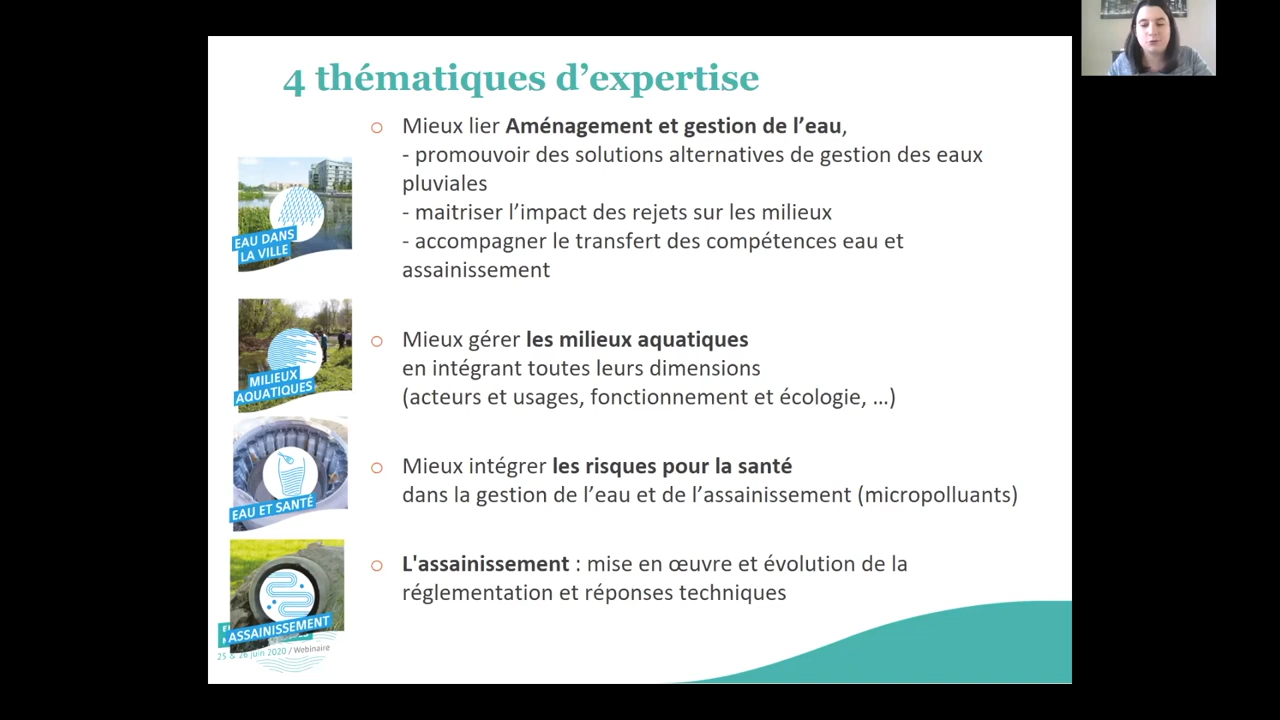 4 thématiques d'expertise
Mieux lier Aménagement et gestion de l'eau,
- promouvoir des solutions alternatives de gestion des eaux
pluviales
- maitriser l'impact des rejets sur les milieux
- accompagner le transfert des compétences eau et
assainissement
EAU DANS
LA VILLE
Mieux gérer les milieux aquatiques
en intégrant toutes leurs dimensions
(acteurs et usages, fonctionnement et écologie, ...)
MILIEUX
AQUATIQUES
Mieux intégrer les risques pour la santé
dans la gestion de l'eau et de l'assainissement (micropolluants)
EAU ET SANTÉ
L'assainissement : mise en œuvre et évolution de la
réglementation et réponses techniques
ASSAINISSEMENT
25 & 26 juin 2020 / Webinaire